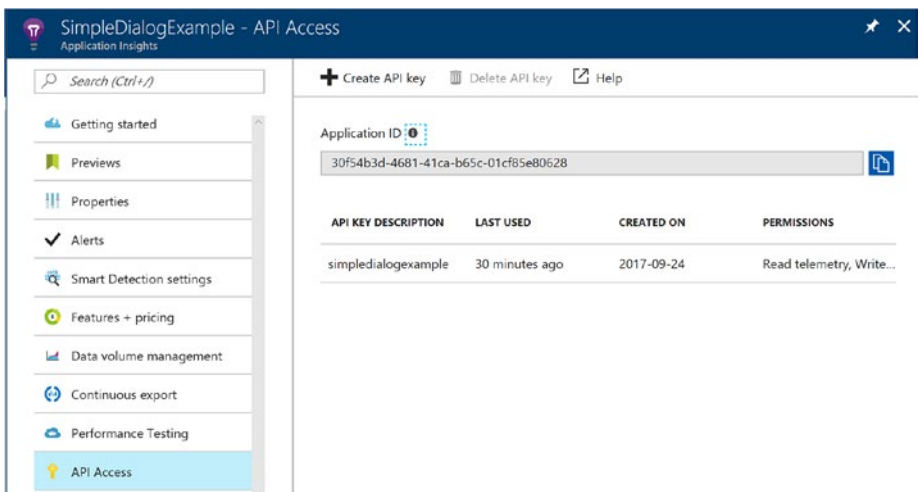 SimpleDialogExample - API Access
Application Insights
Search (Ctrl+/)
Getting started
Previews
Properties
Alerts
Smart Detection settings
Features + pricing
Data volume management
Continuous export
Performance Testing
API Access
Create API key Delete API key Help
Application ID
30f54b3d-4681-41ca-b65c-01cf85e80628
API KEY DESCRIPTION LAST USED CREATED ON PERMISSIONS
simpledialogexample 30 minutes ago 2017-09-24 Read telemetry, Write...